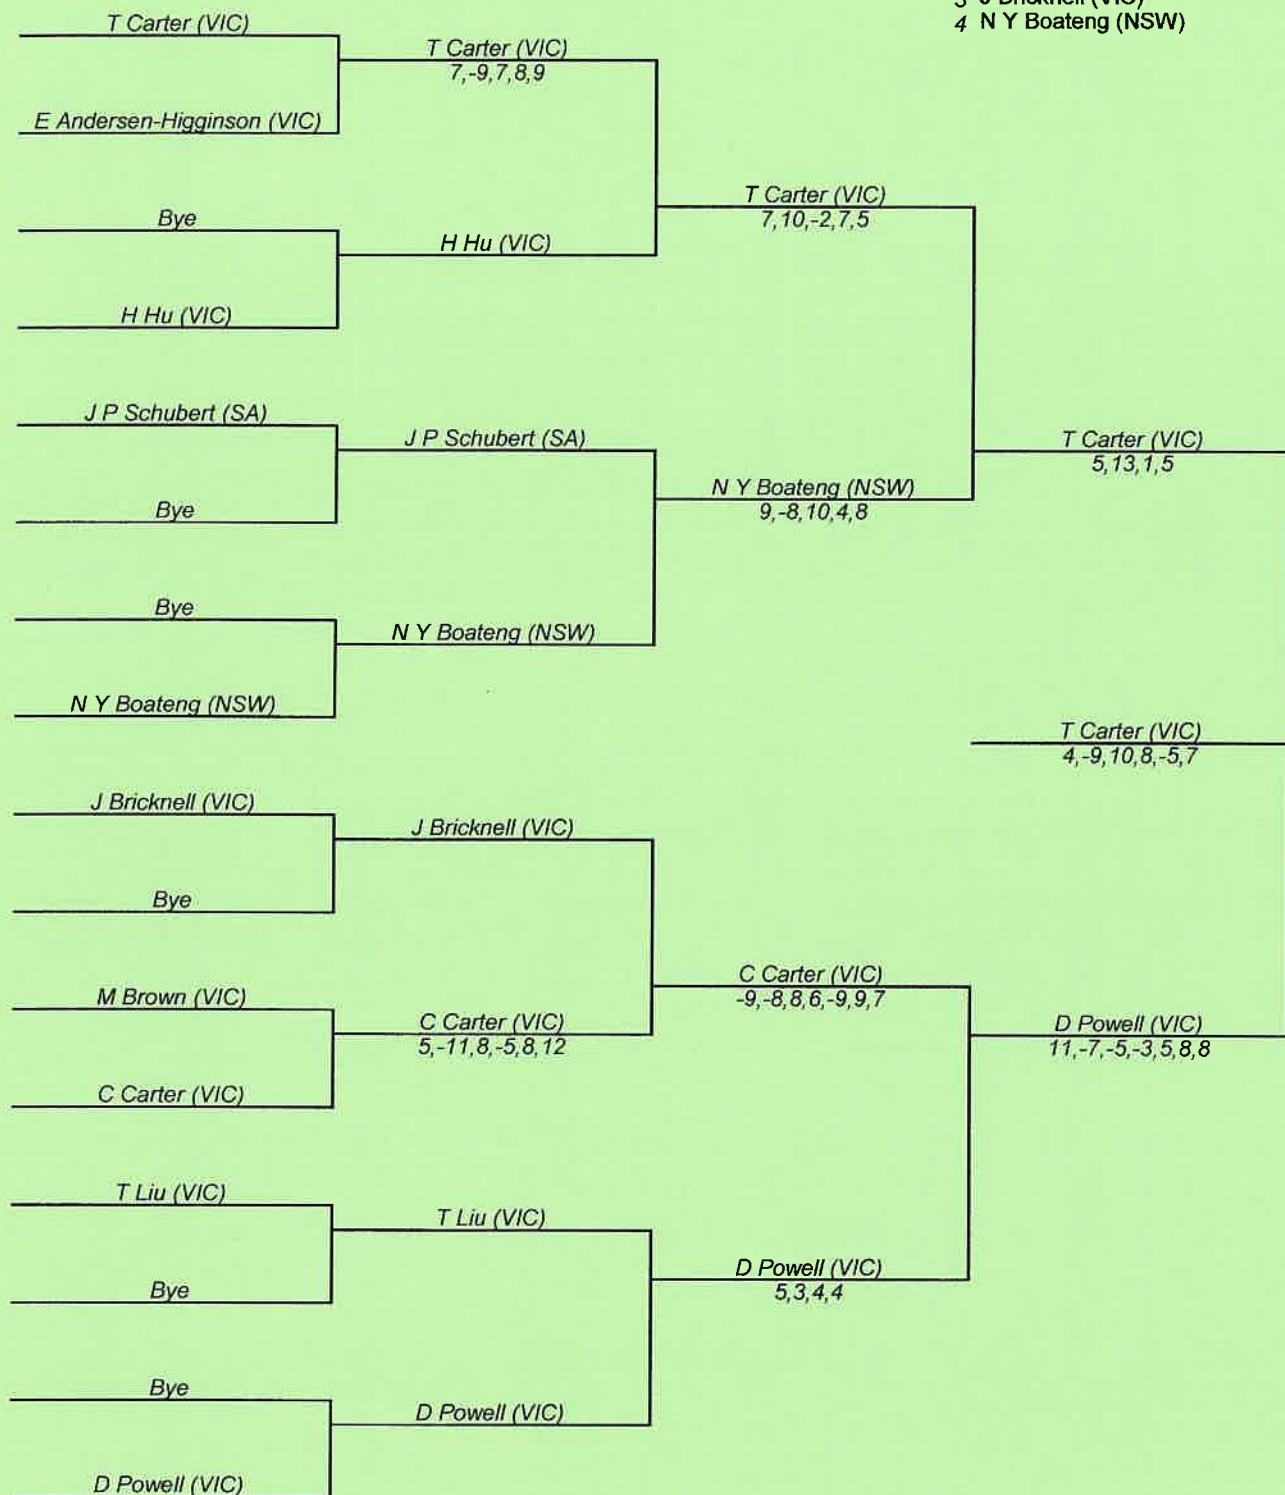 3 J Bricknell (VIC)
4 N Y Boateng (NSW)
T Carter (VIC)
E Andersen-Higginson (VIC)
Bye
H Hu (VIC)
J P Schubert (SA)
Bye
Bye
N Y Boateng (NSW)
J Bricknell (VIC)
Bye
M Brown (VIC)
C Carter (VIC)
T Liu (VIC)
Bye
Bye
D Powell (VIC)
T Carter (VIC)
7,-9,7,8,9
H Hu (VIC)
J P Schubert (SA)
N Y Boateng (NSW)
J Bricknell (VIC)
C Carter (VIC)
5,-11,8,-5,8,12
T Liu (VIC)
D Powell (VIC)
T Carter (VIC)
7,10,-2,7,5
N Y Boateng (NSW)
9,-8,10,4,8
C Carter (VIC)
-9,-8,8,6,-9,9,7
D Powell (VIC)
5,3,4,4
T Carter (VIC)
5,13,1,5
T Carter (VIC)
4,-9,10,8,-5,7
D Powell (VIC)
11,-7,-5,-3,5,8,8